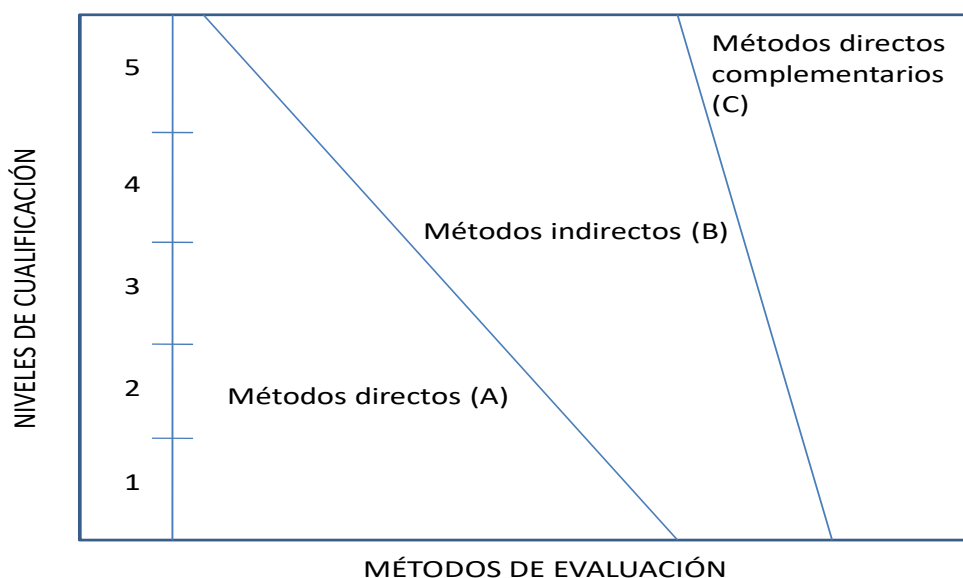 NIVELES DE CUALIFICACIÓN
5
4
3
2
1
Métodos directos
complementarios
(C)
Métodos indirectos (B)
Métodos directos (A)
MÉTODOS DE EVALUACIÓN